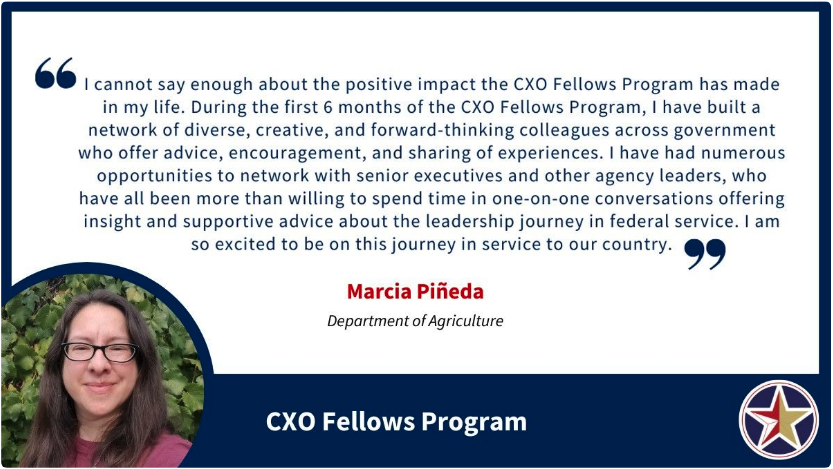 ❝ I cannot say enough about the positive impact the CXO Fellows Program has made
in my life. During the first 6 months of the CXO Fellows Program, I have built a
network of diverse, creative, and forward-thinking colleagues across government
who offer advice, encouragement, and sharing of experiences. I have had numerous
opportunities to network with senior executives and other agency leaders, who
have all been more than willing to spend time in one-on-one conversations offering
insight and supportive advice about the leadership journey in federal service. I am
so excited to be on this journey in service to our country. ❞
Marcia Piñeda
Department of Agriculture
CXO Fellows Program